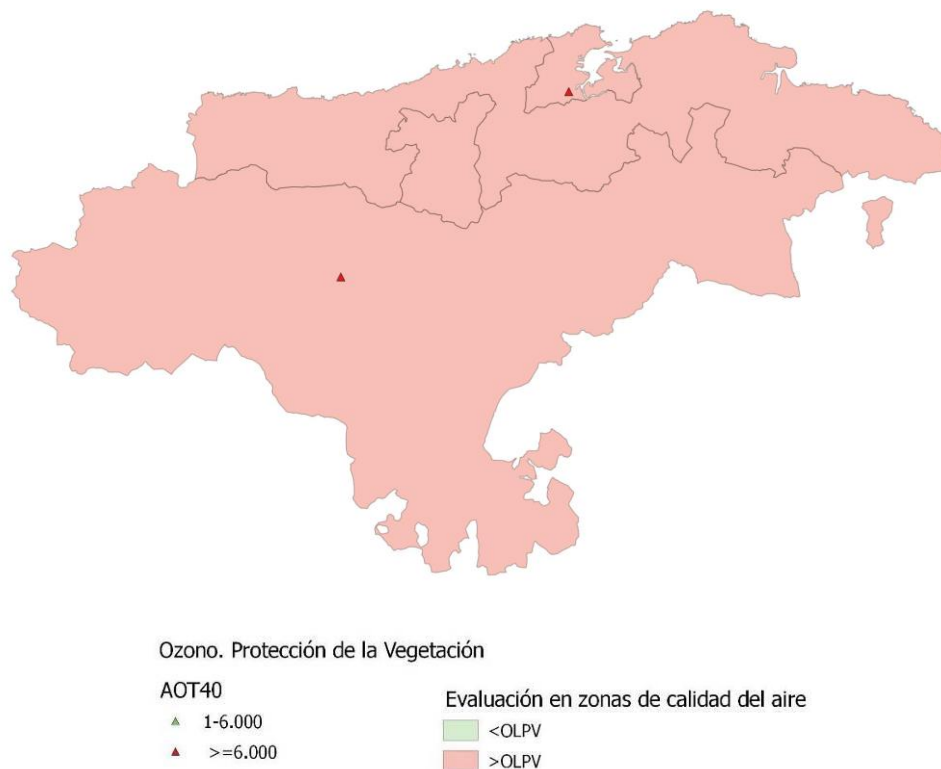 Ozono. Protección de la Vegetación
AOT40
1-6.000
>=6.000
Evaluación en zonas de calidad del aire
<OLPV
>OLPV